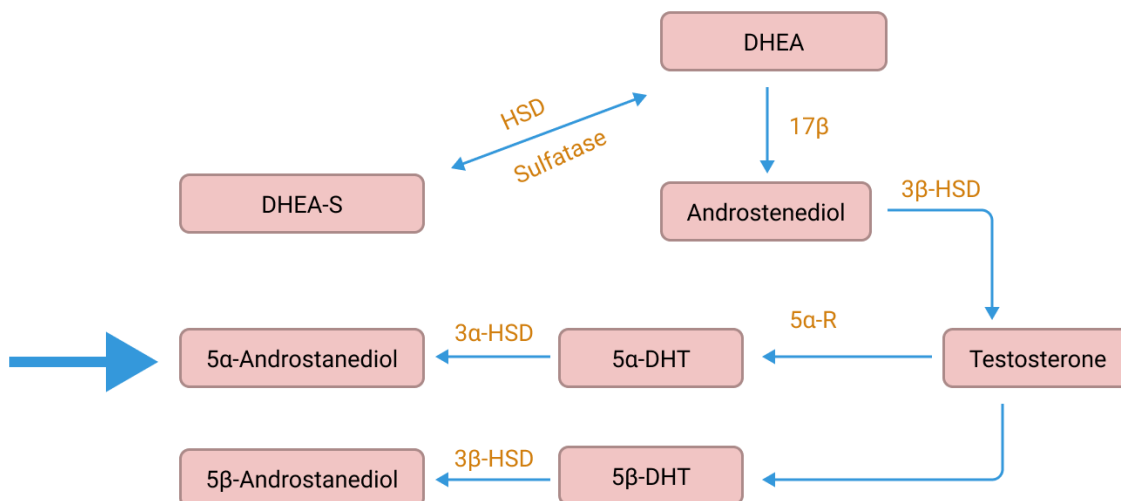 DHEA
HSD
Sulfatase
17β
DHEA-S
Androstenediol
3β-HSD
5α-Androstanediol
3α-HSD
5α-DHT
5α-R
Testosterone
5β-Androstanediol
3β-HSD
5β-DHT